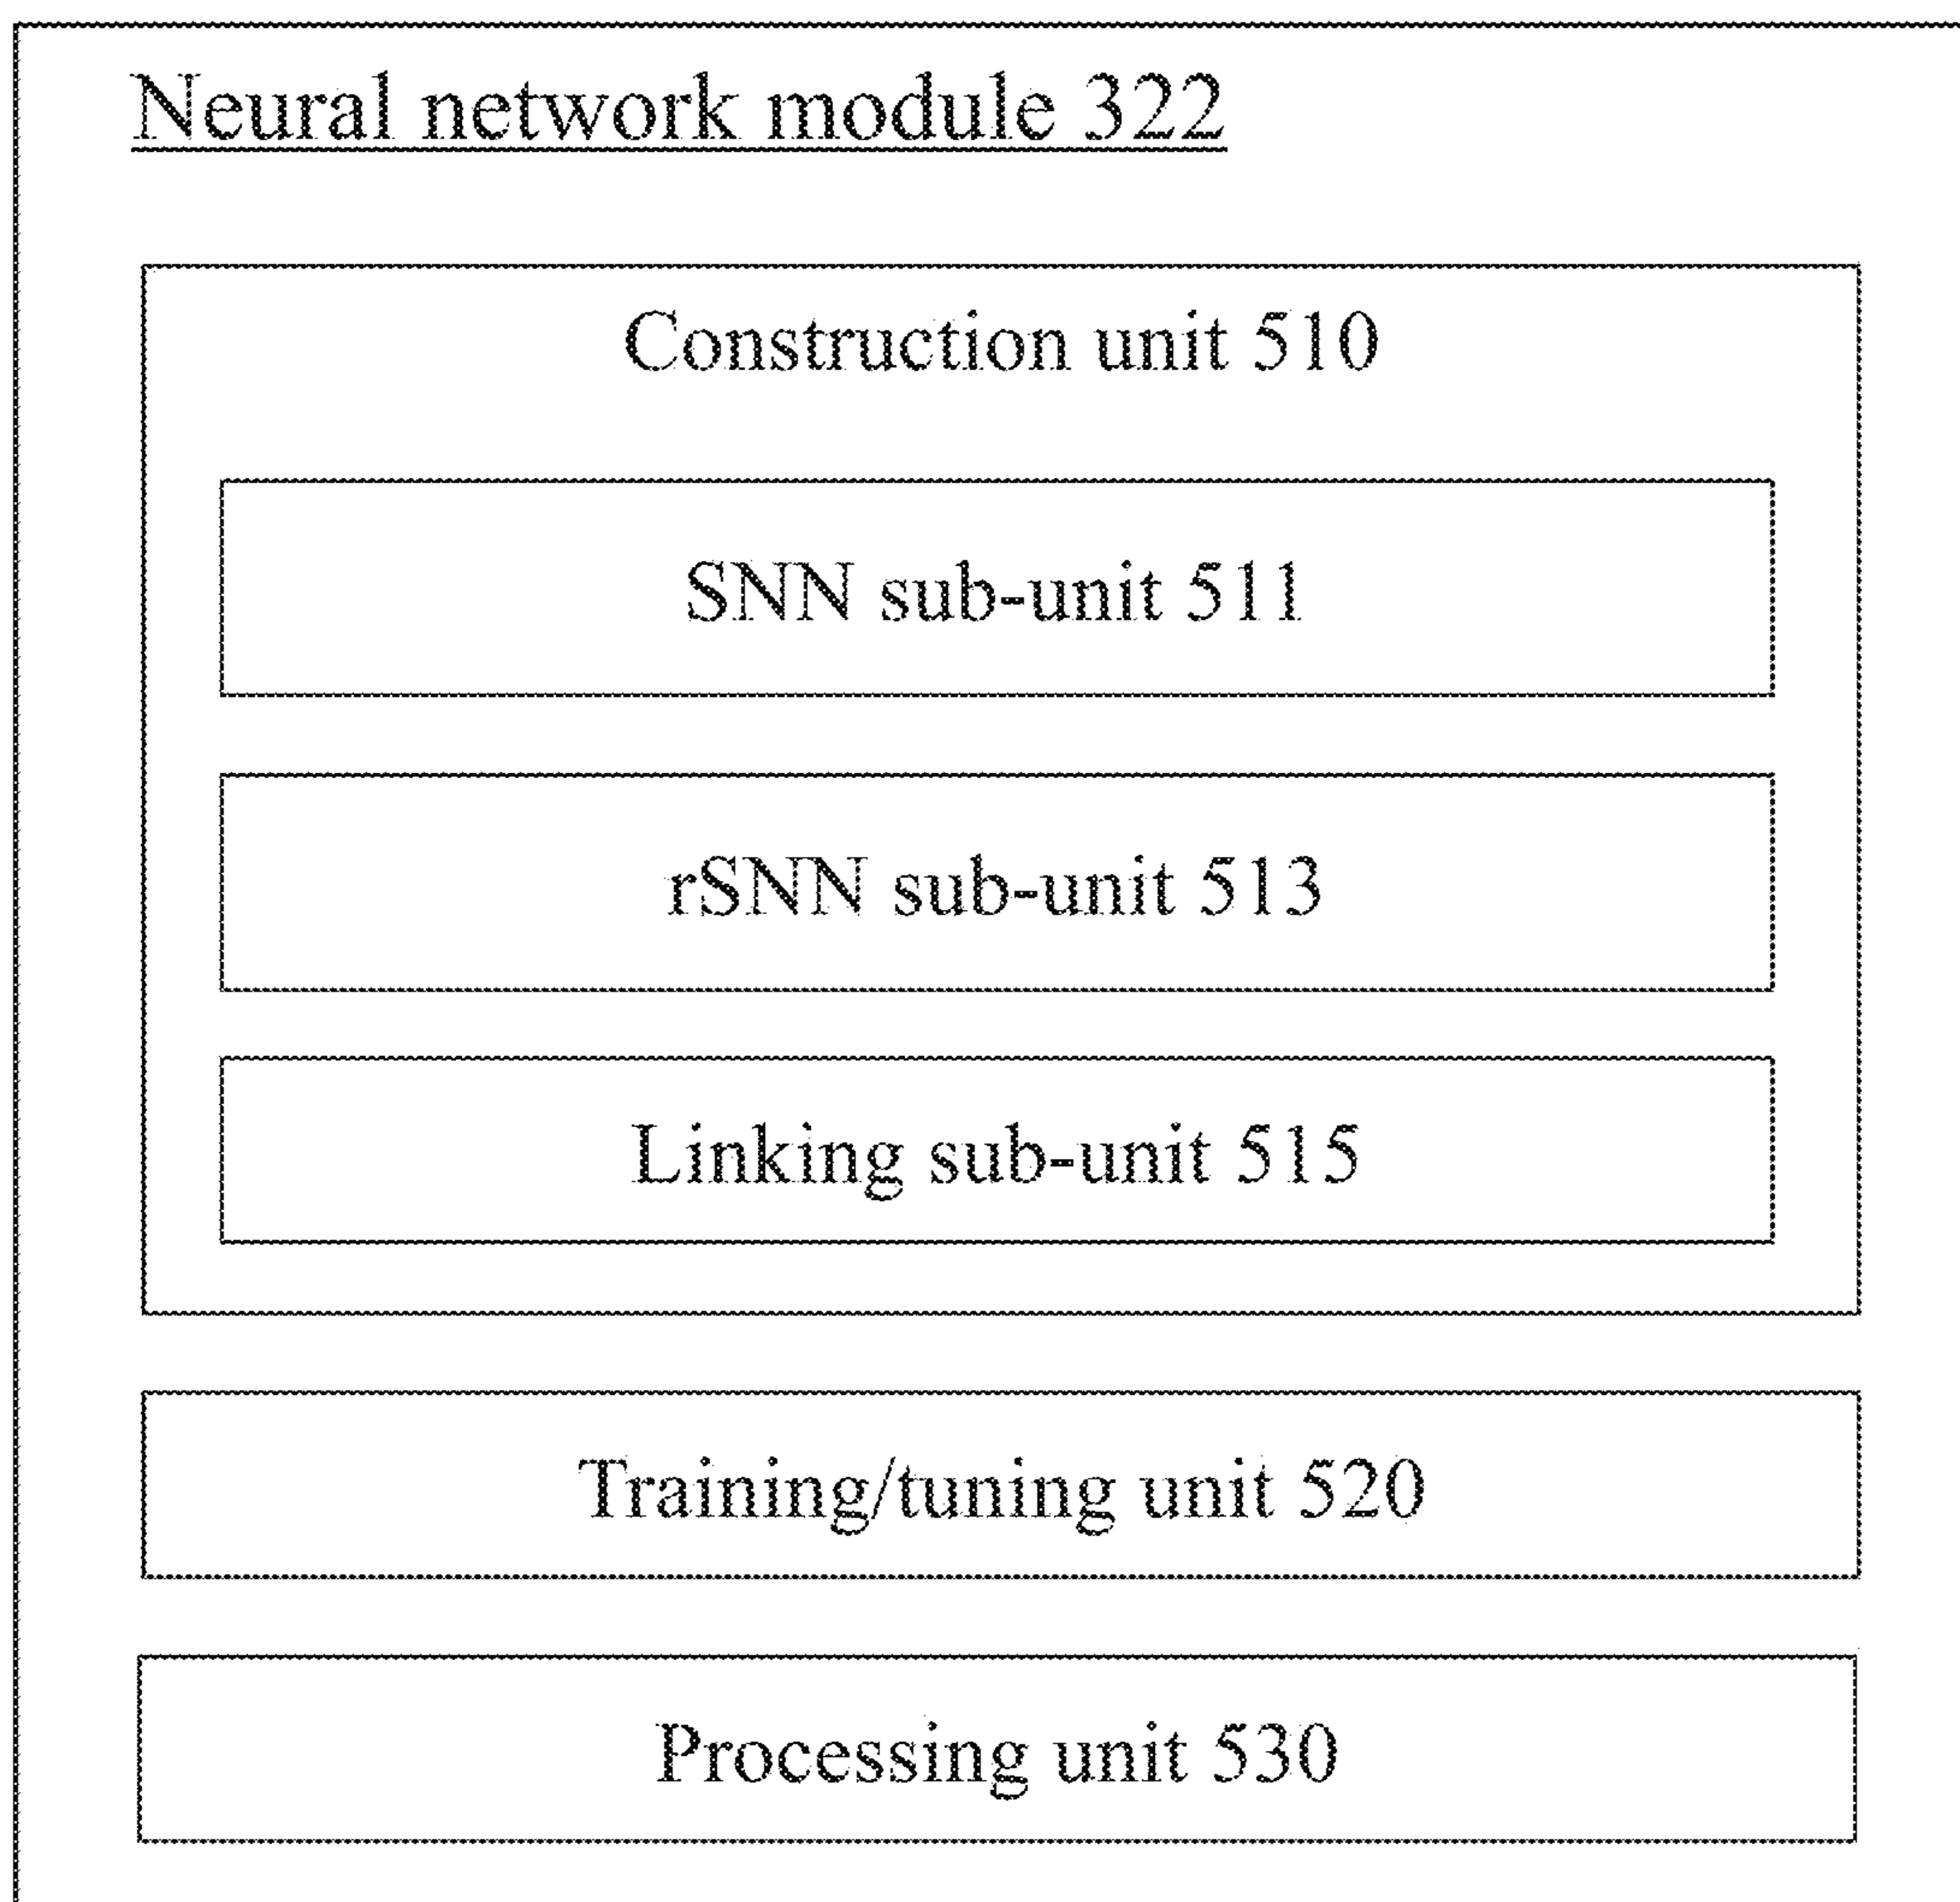 Neural network module 322
Construction unit 510
SNN sub-unit 511
rSNN sub-unit 513
Linking sub-unit 515
Training/tuning unit 520
Processing unit 530